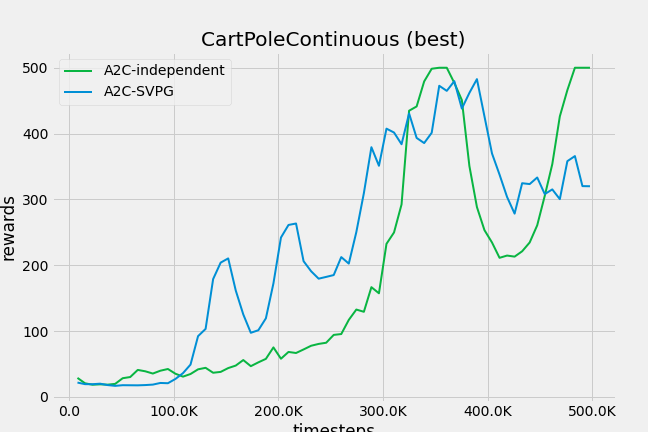 CartPoleContinuous (best)
A2C-independent
A2C-SVPG
rewards
500
400
300
200
100
0
0.0 100.0K 200.0K 300.0K 400.0K 500.0K
timesteps